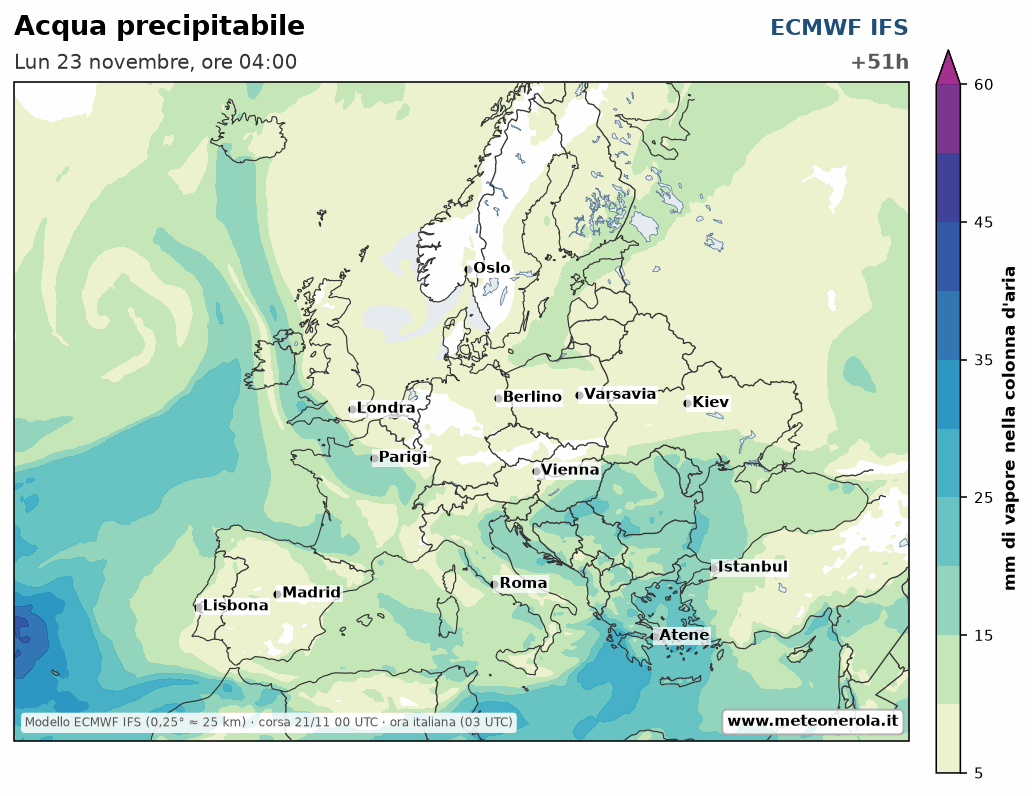 Acqua precipitabile
ECMWF IFS
Lun 23 novembre, ore 04:00
+51h
60
45
35
25
15
5
mm di vapore nella colonna d'aria
Oslo
Berlino
Varsavia
Kiev
Londra
Parigi
Vienna
Istanbul
Roma
Madrid
Lisbona
Atene
Modello ECMWF IFS (0,25° ≈ 25 km) · corsa 21/11 00 UTC · ora italiana (03 UTC)
www.meteonerola.it